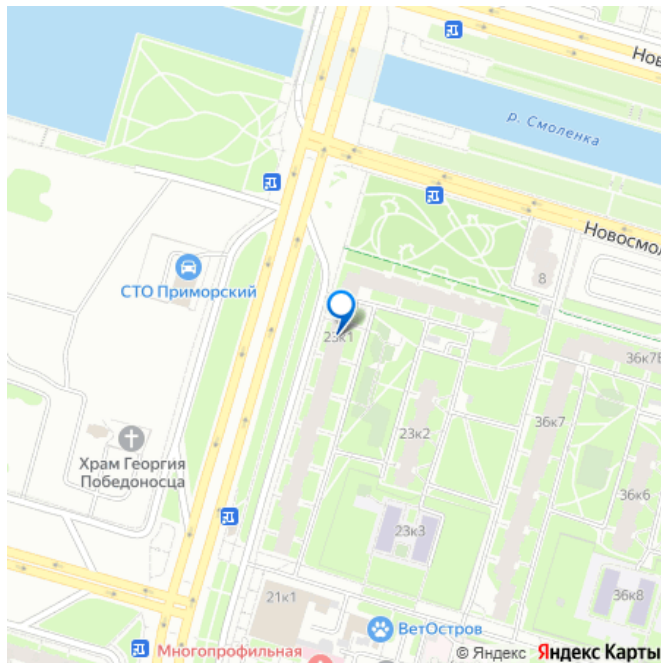 Нов
р. Смоленка
Новосмол
8
СТО Приморский
23к1
36к7Б
36к7
23к2
Храм Георгия
Победоносца
36к6
23к3
21к1
36к8
ВетОстров
Многопрофильная
© Яндекс Яндекс Карты